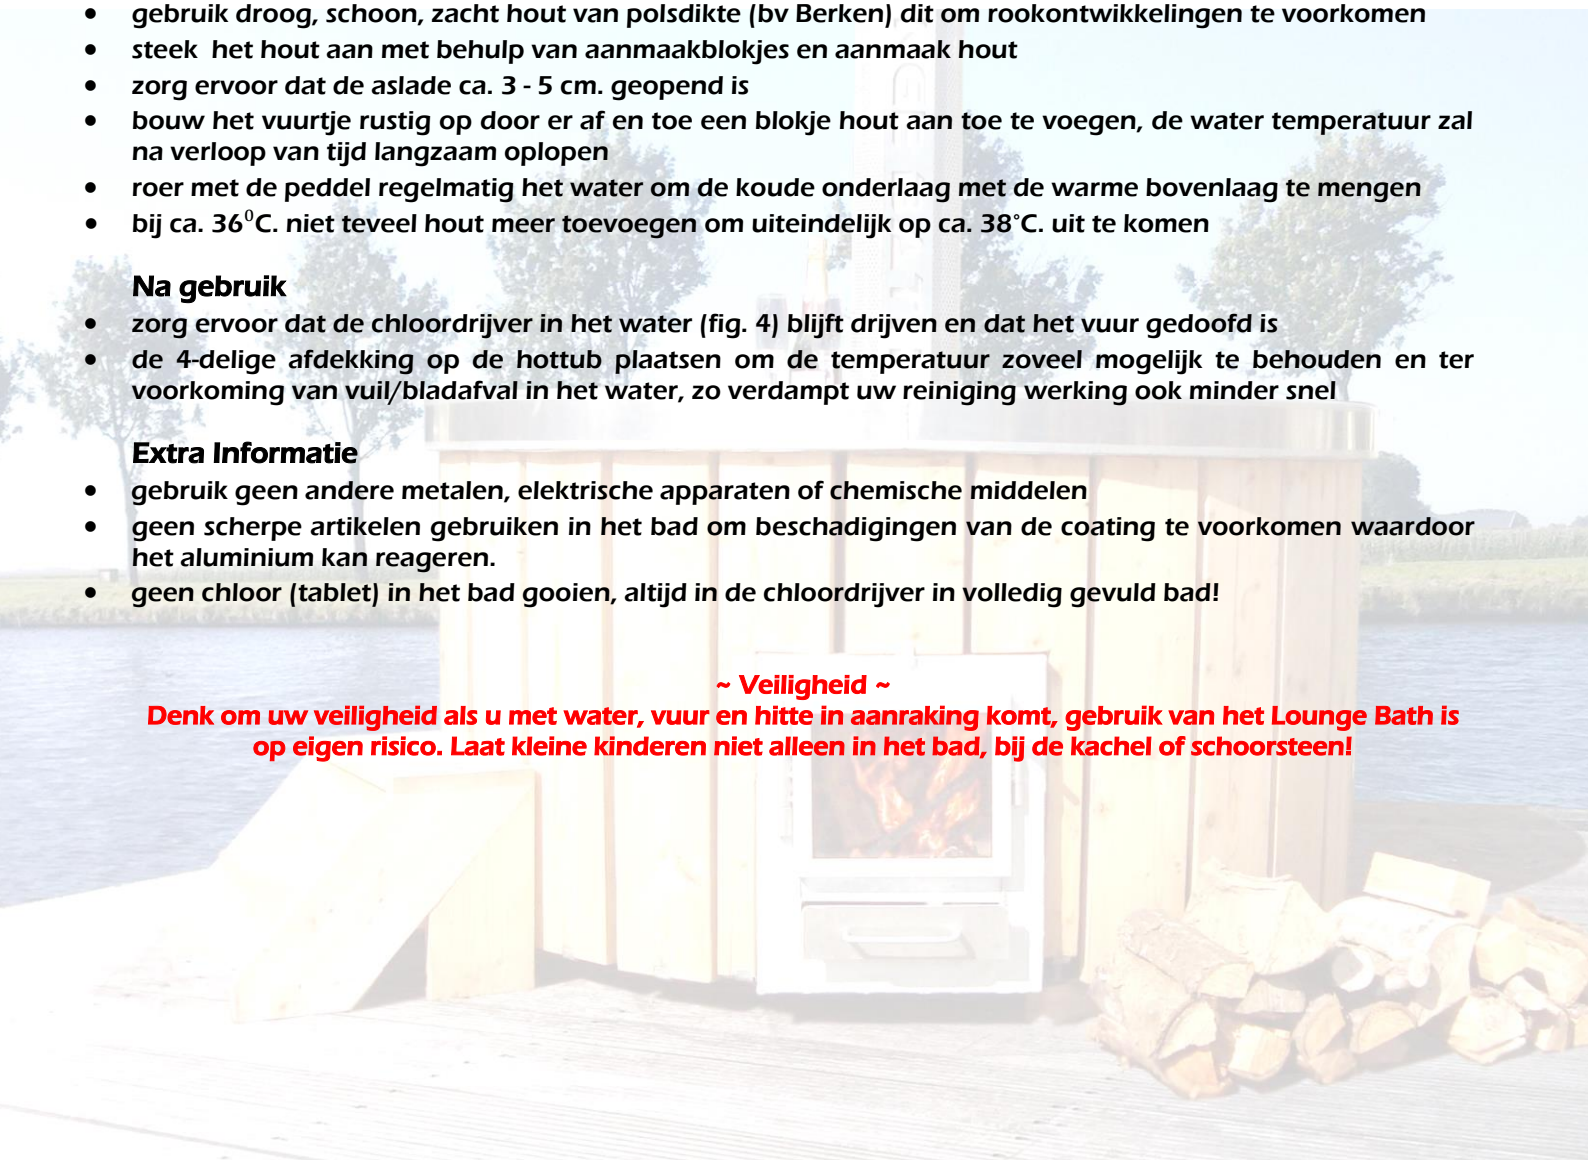 • gebruik droog, schoon, zacht hout van polsdikte (bv Berken) dit om rookontwikkelingen te voorkomen
• steek  het hout aan met behulp van aanmaakblokjes en aanmaak hout
• zorg ervoor dat de aslade ca. 3 - 5 cm. geopend is
• bouw het vuurtje rustig op door er af en toe een blokje hout aan toe te voegen, de water temperatuur zal
na verloop van tijd langzaam oplopen
• roer met de peddel regelmatig het water om de koude onderlaag met de warme bovenlaag te mengen
• bij ca. 36⁰C. niet teveel hout meer toevoegen om uiteindelijk op ca. 38°C. uit te komen
Na gebruik
• zorg ervoor dat de chloordrijver in het water (fig. 4) blijft drijven en dat het vuur gedoofd is
• de 4-delige afdekking op de hottub plaatsen om de temperatuur zoveel mogelijk te behouden en ter
voorkoming van vuil/bladafval in het water, zo verdampt uw reiniging werking ook minder snel
Extra Informatie
• gebruik geen andere metalen, elektrische apparaten of chemische middelen
• geen scherpe artikelen gebruiken in het bad om beschadigingen van de coating te voorkomen waardoor
het aluminium kan reageren.
• geen chloor (tablet) in het bad gooien, altijd in de chloordrijver in volledig gevuld bad!
~ Veiligheid ~
Denk om uw veiligheid als u met water, vuur en hitte in aanraking komt, gebruik van het Lounge Bath is
op eigen risico. Laat kleine kinderen niet alleen in het bad, bij de kachel of schoorsteen!